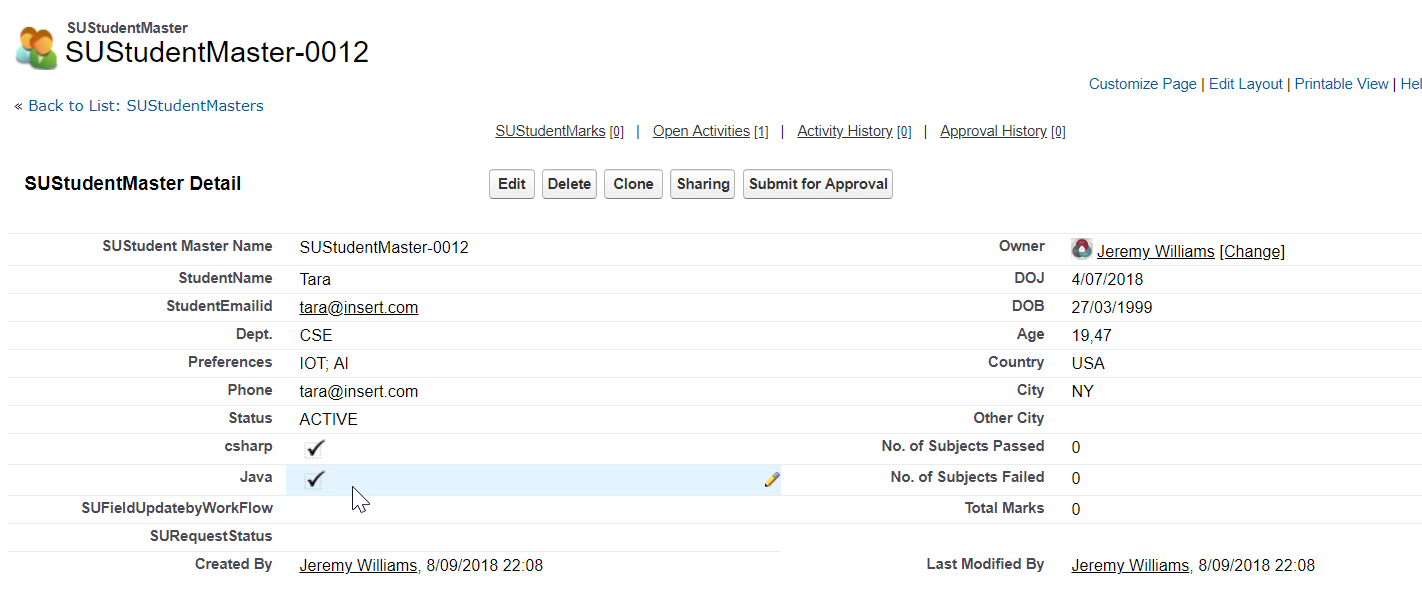 SUStudentMaster
SUStudentMaster-0012
Customize Page | Edit Layout | Printable View | Hel
« Back to List: SUStudentMasters
SUStudentMarks [0] | Open Activities [1] | Activity History [0] | Approval History [0]
SUStudentMaster Detail Edit Delete Clone Sharing Submit for Approval
SUStudent Master Name SUStudentMaster-0012 Owner Jeremy Williams [Change]
StudentName Tara DOJ 4/07/2018
StudentEmailid tara@insert.com DOB 27/03/1999
Dept. CSE Age 19,47
Preferences IOT; AI Country USA
Phone tara@insert.com City NY
Status ACTIVE Other City
csharp No. of Subjects Passed 0
Java No. of Subjects Failed 0
SUFieldUpdatebyWorkFlow Total Marks 0
SURequestStatus
Created By Jeremy Williams, 8/09/2018 22:08 Last Modified By Jeremy Williams, 8/09/2018 22:08